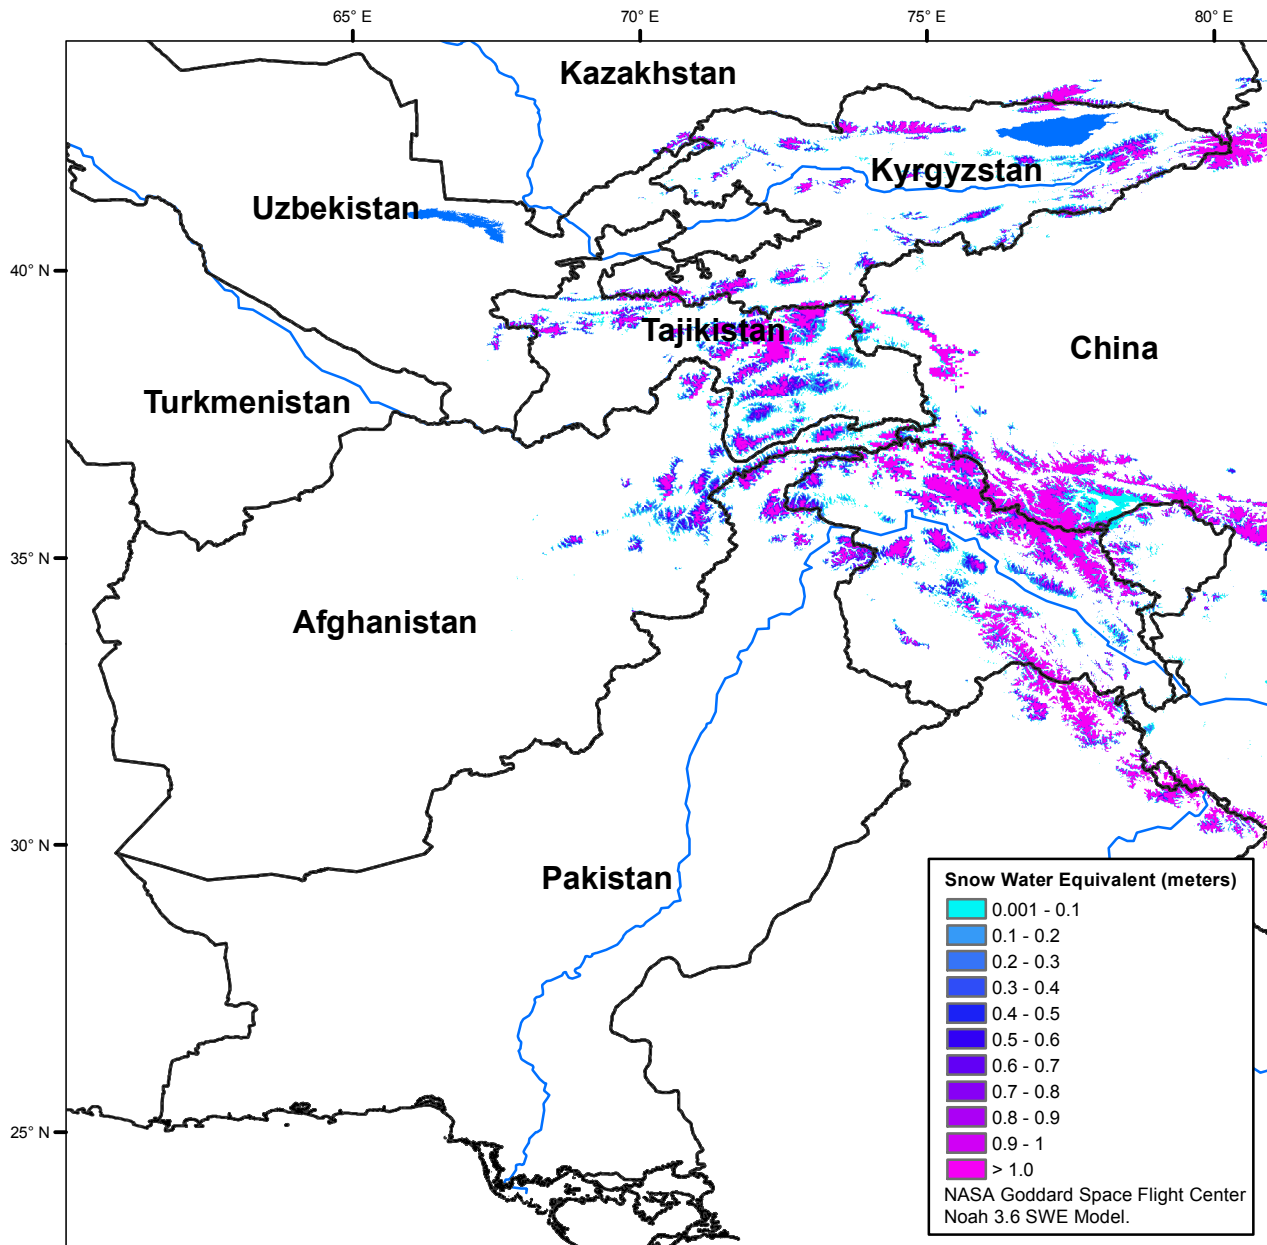 65° E
70° E
75° E
80° E
Kazakhstan
Kyrgyzstan
Uzbekistan
40° N
Tajikistan
China
Turkmenistan
35° N
Afghanistan
30° N
Pakistan
25° N
Snow Water Equivalent (meters)
0.001 - 0.1
0.1 - 0.2
0.2 - 0.3
0.3 - 0.4
0.4 - 0.5
0.5 - 0.6
0.6 - 0.7
0.7 - 0.8
0.8 - 0.9
0.9 - 1
> 1.0
NASA Goddard Space Flight Center
Noah 3.6 SWE Model.